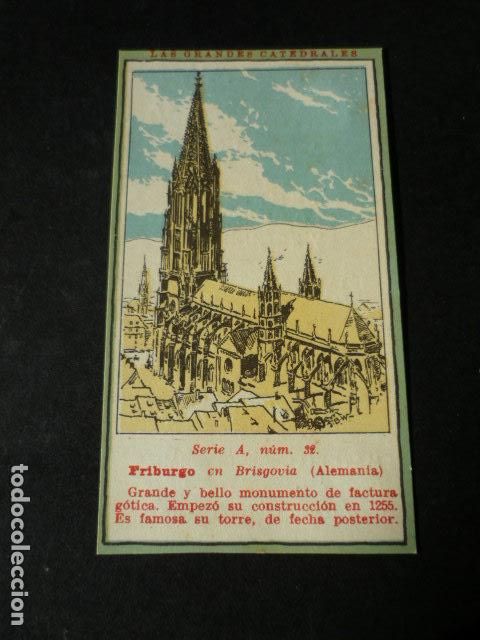 LAS GRANDES CATEDRALES
Serie A, núm. 32.
Friburgo en Brisgovia (Alemania)
Grande y bello monumento de factura
gótica. Empezó su construcción en 1255.
Es famosa su torre, de fecha posterior.
todocoleccion